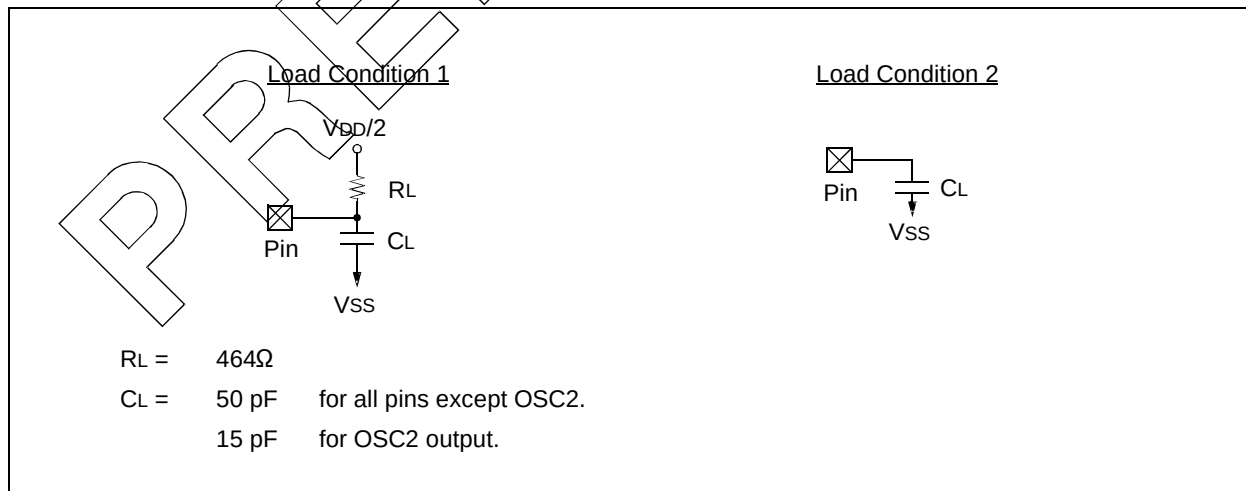 Load Condition 1
Load Condition 2
VDD/2
RL
Pin
CL
VSS
Pin
CL
VSS
RL = 464Ω
CL = 50 pF for all pins except OSC2.
15 pF for OSC2 output.
PRE